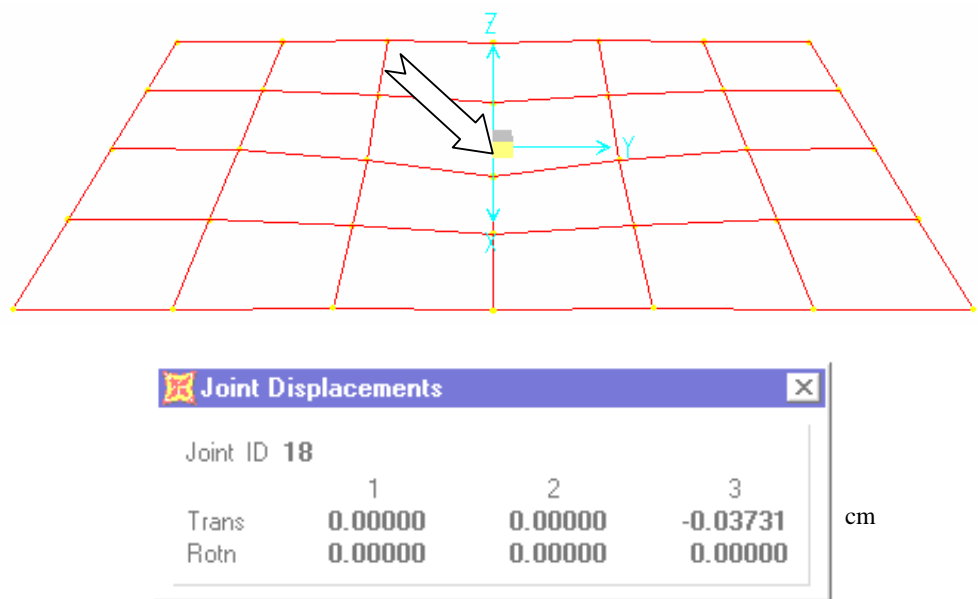 Z
Y
X
Joint Displacements
Joint ID 18
1 2 3
Trans 0.00000 0.00000 -0.03731 cm
Rotn 0.00000 0.00000 0.00000